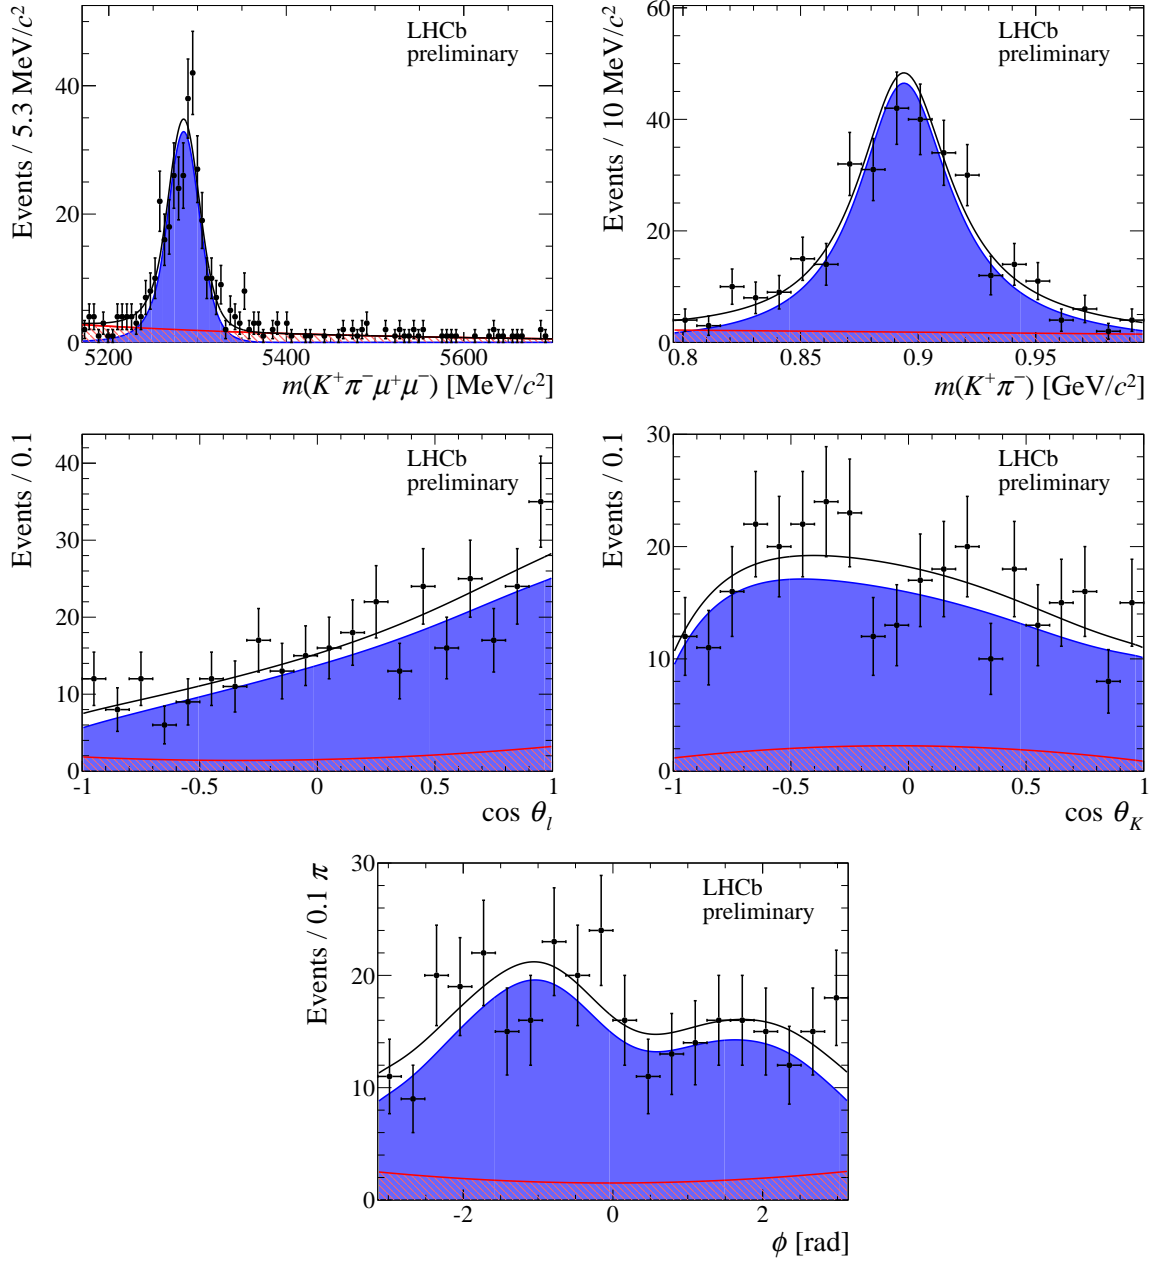 Events / 5.3 MeV/c²
LHCb
preliminary
40
20
0
5200
5400
5600
m(K⁺π⁻μ⁺μ⁻) [MeV/c²]
Events / 10 MeV/c²
LHCb
preliminary
60
40
20
0
0.8
0.85
0.9
0.95
m(K⁺π⁻) [GeV/c²]
Events / 0.1
LHCb
preliminary
40
30
20
10
0
-1
-0.5
0
0.5
1
cos θₗ
Events / 0.1
LHCb
preliminary
30
20
10
0
-1
-0.5
0
0.5
1
cos θ_K
Events / 0.1 π
LHCb
preliminary
30
20
10
0
-2
0
2
ϕ [rad]